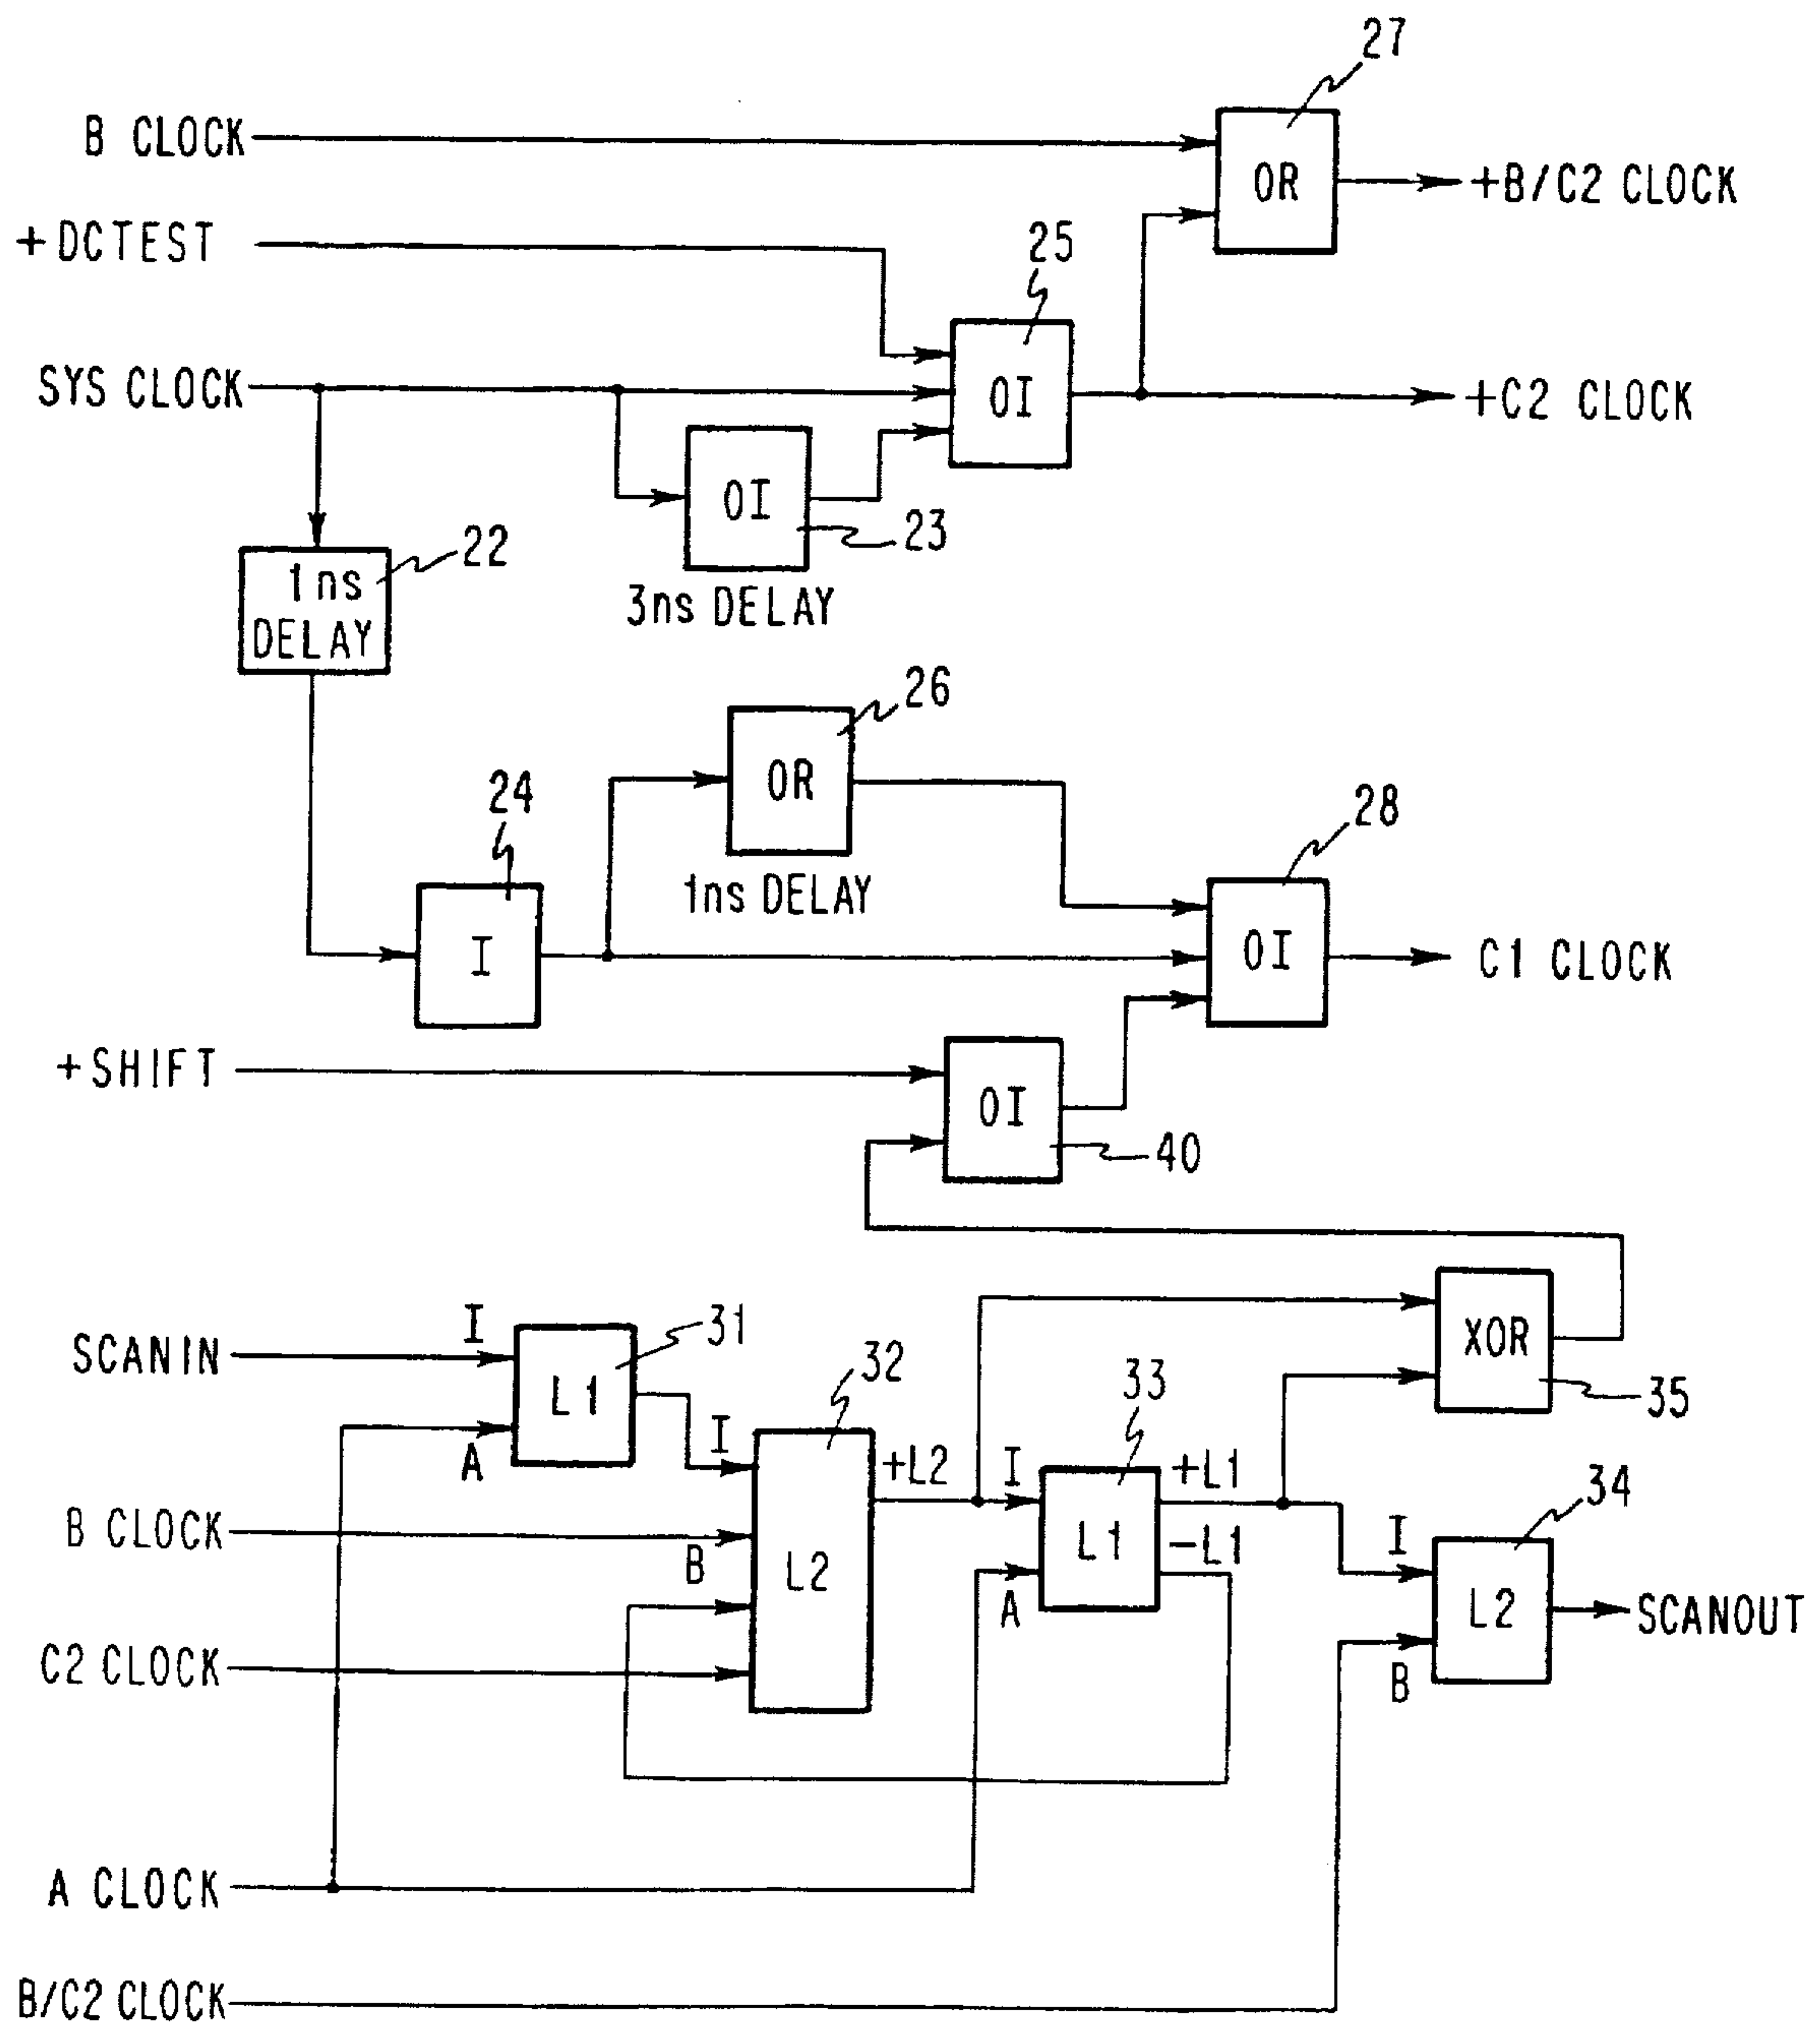 27
B CLOCK
OR
+B/C2 CLOCK
+DCTEST
25
SYS CLOCK
OI
+C2 CLOCK
OI
23
3ns DELAY
22
1ns
DELAY
26
OR
1ns DELAY
24
I
28
OI
C1 CLOCK
+SHIFT
OI
40
XOR
35
SCANIN
I
31
L1
A
32
I
+L2
L2
B CLOCK
B
33
I
+L1
L1
-L1
A
34
I
L2
SCANOUT
B
C2 CLOCK
A CLOCK
B/C2 CLOCK